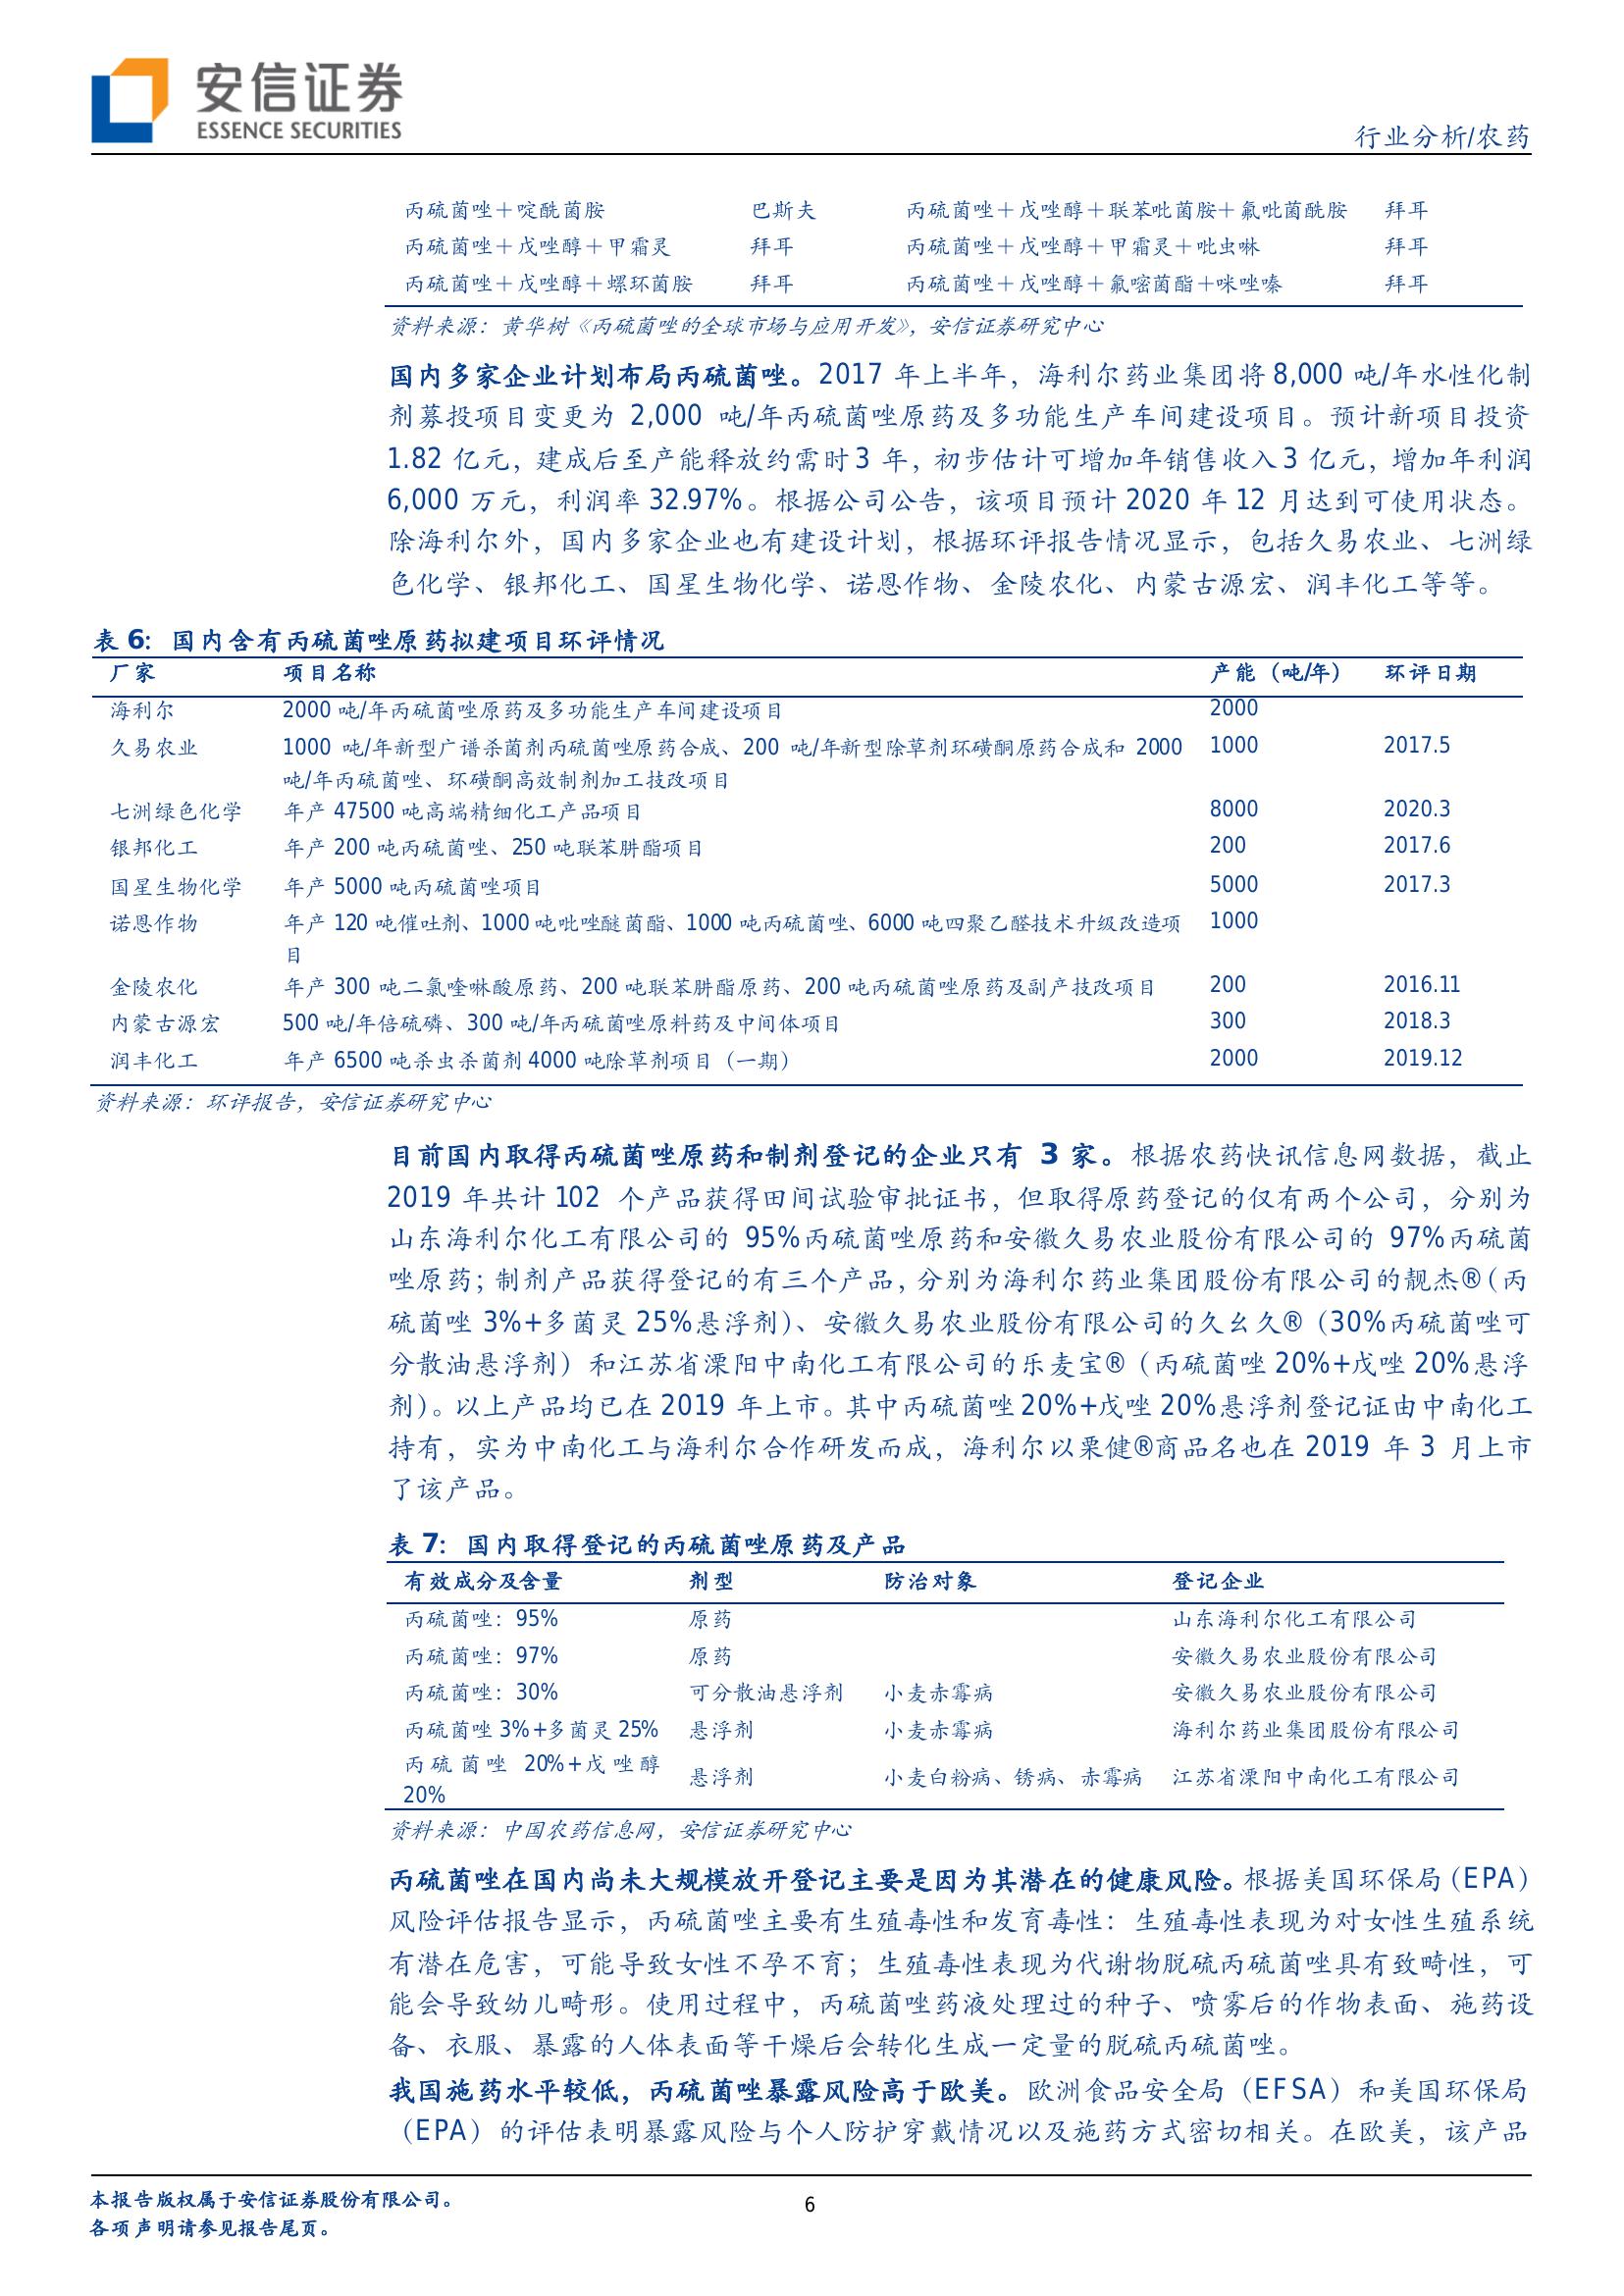 安信证券
ESSENCE SECURITIES
行业分析/农药
丙硫菌唑＋啶酰菌胺 巴斯夫 丙硫菌唑＋戊唑醇＋联苯吡菌胺＋氟吡菌酰胺 拜耳
丙硫菌唑＋戊唑醇＋甲霜灵 拜耳 丙硫菌唑＋戊唑醇＋甲霜灵＋吡虫啉 拜耳
丙硫菌唑＋戊唑醇＋螺环菌胺 拜耳 丙硫菌唑＋戊唑醇＋氟嘧菌酯＋咪唑嗪 拜耳
资料来源：黄华树《丙硫菌唑的全球市场与应用开发》，安信证券研究中心
国内多家企业计划布局丙硫菌唑。2017 年上半年，海利尔药业集团将 8,000 吨/年水性化制
剂募投项目变更为 2,000 吨/年丙硫菌唑原药及多功能生产车间建设项目。预计新项目投资
1.82 亿元，建成后至产能释放约需时 3 年，初步估计可增加年销售收入 3 亿元，增加年利润
6,000 万元，利润率 32.97%。根据公司公告，该项目预计 2020 年 12 月达到可使用状态。
除海利尔外，国内多家企业也有建设计划，根据环评报告情况显示，包括久易农业、七洲绿
色化学、银邦化工、国星生物化学、诺恩作物、金陵农化、内蒙古源宏、润丰化工等等。
表 6：国内含有丙硫菌唑原药拟建项目环评情况
厂家 项目名称 产能（吨/年） 环评日期
海利尔 2000 吨/年丙硫菌唑原药及多功能生产车间建设项目 2000
久易农业 1000 吨/年新型广谱杀菌剂丙硫菌唑原药合成、200 吨/年新型除草剂环磺酮原药合成和 2000 1000 2017.5
吨/年丙硫菌唑、环磺酮高效制剂加工技改项目
七洲绿色化学 年产 47500 吨高端精细化工产品项目 8000 2020.3
银邦化工 年产 200 吨丙硫菌唑、250 吨联苯肼酯项目 200 2017.6
国星生物化学 年产 5000 吨丙硫菌唑项目 5000 2017.3
诺恩作物 年产 120 吨催吐剂、1000 吨吡唑醚菌酯、1000 吨丙硫菌唑、6000 吨四聚乙醛技术升级改造项 1000
目
金陵农化 年产 300 吨二氯喹啉酸原药、200 吨联苯肼酯原药、200 吨丙硫菌唑原药及副产技改项目 200 2016.11
内蒙古源宏 500 吨/年倍硫磷、300 吨/年丙硫菌唑原料药及中间体项目 300 2018.3
润丰化工 年产 6500 吨杀虫杀菌剂 4000 吨除草剂项目（一期） 2000 2019.12
资料来源：环评报告，安信证券研究中心
目前国内取得丙硫菌唑原药和制剂登记的企业只有 3 家。根据农药快讯信息网数据，截止
2019 年共计 102 个产品获得田间试验审批证书，但取得原药登记的仅有两个公司，分别为
山东海利尔化工有限公司的 95%丙硫菌唑原药和安徽久易农业股份有限公司的 97%丙硫菌
唑原药；制剂产品获得登记的有三个产品，分别为海利尔药业集团股份有限公司的靓杰®（丙
硫菌唑 3%+多菌灵 25%悬浮剂）、安徽久易农业股份有限公司的久幺久®（30%丙硫菌唑可
分散油悬浮剂）和江苏省溧阳中南化工有限公司的乐麦宝®（丙硫菌唑 20%+戊唑 20%悬浮
剂）。以上产品均已在 2019 年上市。其中丙硫菌唑 20%+戊唑 20%悬浮剂登记证由中南化工
持有，实为中南化工与海利尔合作研发而成，海利尔以粟健®商品名也在 2019 年 3 月上市
了该产品。
表 7：国内取得登记的丙硫菌唑原药及产品
有效成分及含量 剂型 防治对象 登记企业
丙硫菌唑：95% 原药 山东海利尔化工有限公司
丙硫菌唑：97% 原药 安徽久易农业股份有限公司
丙硫菌唑：30% 可分散油悬浮剂 小麦赤霉病 安徽久易农业股份有限公司
丙硫菌唑 3%+多菌灵 25% 悬浮剂 小麦赤霉病 海利尔药业集团股份有限公司
丙硫菌唑 20%+戊唑醇 悬浮剂 小麦白粉病、锈病、赤霉病 江苏省溧阳中南化工有限公司
20%
资料来源：中国农药信息网，安信证券研究中心
丙硫菌唑在国内尚未大规模放开登记主要是因为其潜在的健康风险。根据美国环保局（EPA）
风险评估报告显示，丙硫菌唑主要有生殖毒性和发育毒性：生殖毒性表现为对女性生殖系统
有潜在危害，可能导致女性不孕不育；生殖毒性表现为代谢物脱硫丙硫菌唑具有致畸性，可
能会导致幼儿畸形。使用过程中，丙硫菌唑药液处理过的种子、喷雾后的作物表面、施药设
备、衣服、暴露的人体表面等干燥后会转化生成一定量的脱硫丙硫菌唑。
我国施药水平较低，丙硫菌唑暴露风险高于欧美。欧洲食品安全局（EFSA）和美国环保局
（EPA）的评估表明暴露风险与个人防护穿戴情况以及施药方式密切相关。在欧美，该产品
本报告版权属于安信证券股份有限公司。
各项声明请参见报告尾页。
6